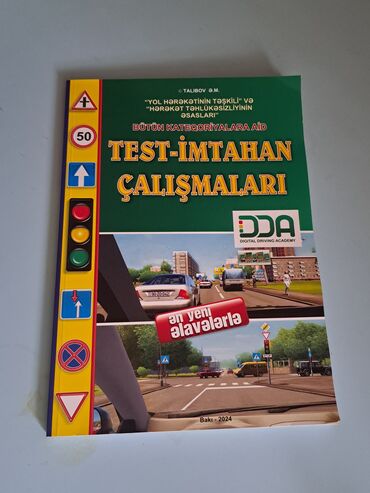 © TALIBOV Ə.M.
"YOL HƏRƏKƏTİNİN TƏŞKİLİ" VƏ
"HƏRƏKƏT TƏHLÜKƏSİZLİYİNİN
ƏSASLARI"
BÜTÜN KATEQORİYALARA AİD
TEST-İMTAHAN
ÇALIŞMALARI
50
DDA
DIGITAL DRIVING ACADEMY
ən yeni
əlavələrlə
Bakı - 2024